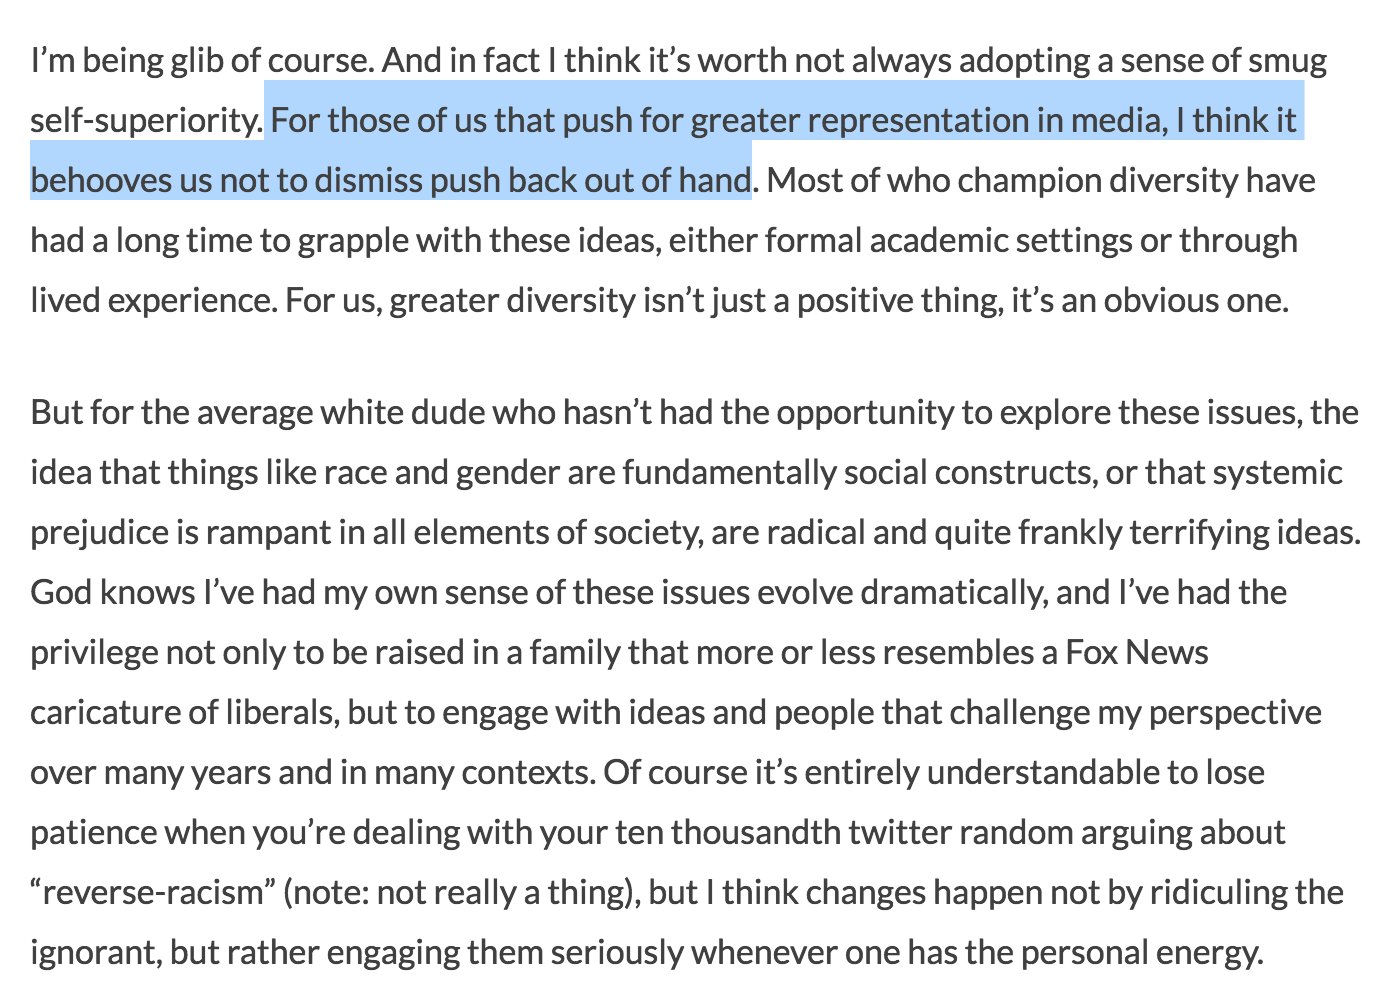 I’m being glib of course. And in fact I think it’s worth not always adopting a sense of smug
self-superiority. For those of us that push for greater representation in media, I think it
behooves us not to dismiss push back out of hand. Most of who champion diversity have
had a long time to grapple with these ideas, either formal academic settings or through
lived experience. For us, greater diversity isn’t just a positive thing, it’s an obvious one.
But for the average white dude who hasn’t had the opportunity to explore these issues, the
idea that things like race and gender are fundamentally social constructs, or that systemic
prejudice is rampant in all elements of society, are radical and quite frankly terrifying ideas.
God knows I’ve had my own sense of these issues evolve dramatically, and I’ve had the
privilege not only to be raised in a family that more or less resembles a Fox News
caricature of liberals, but to engage with ideas and people that challenge my perspective
over many years and in many contexts. Of course it’s entirely understandable to lose
patience when you’re dealing with your ten thousandth twitter random arguing about
“reverse-racism” (note: not really a thing), but I think changes happen not by ridiculing the
ignorant, but rather engaging them seriously whenever one has the personal energy.